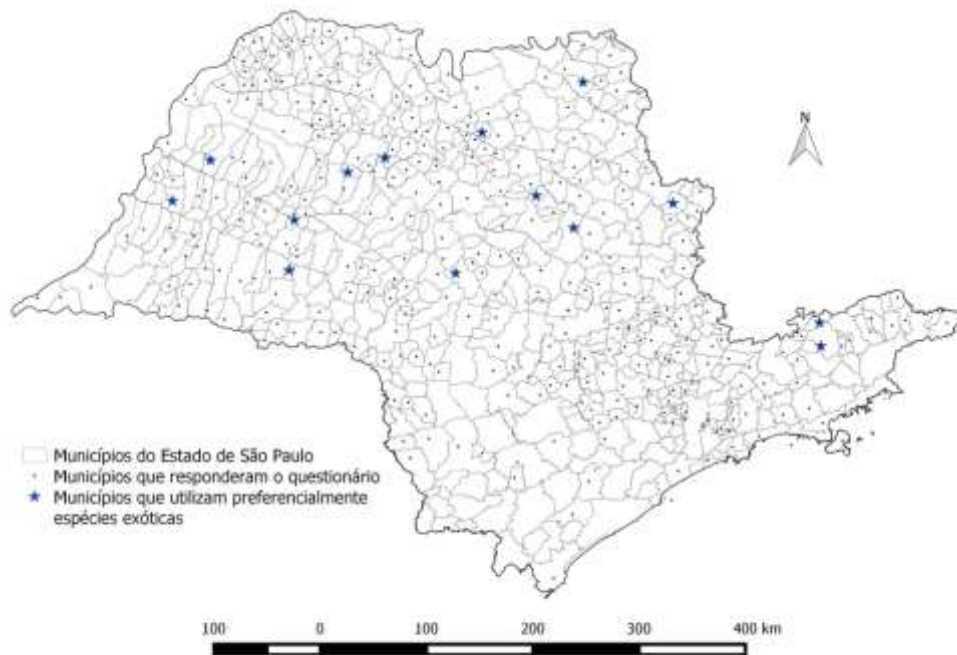 N
Municípios do Estado de São Paulo
Municípios que responderam o questionário
Municípios que utilizam preferencialmente
espécies exóticas
100 0 100 200 300 400 km